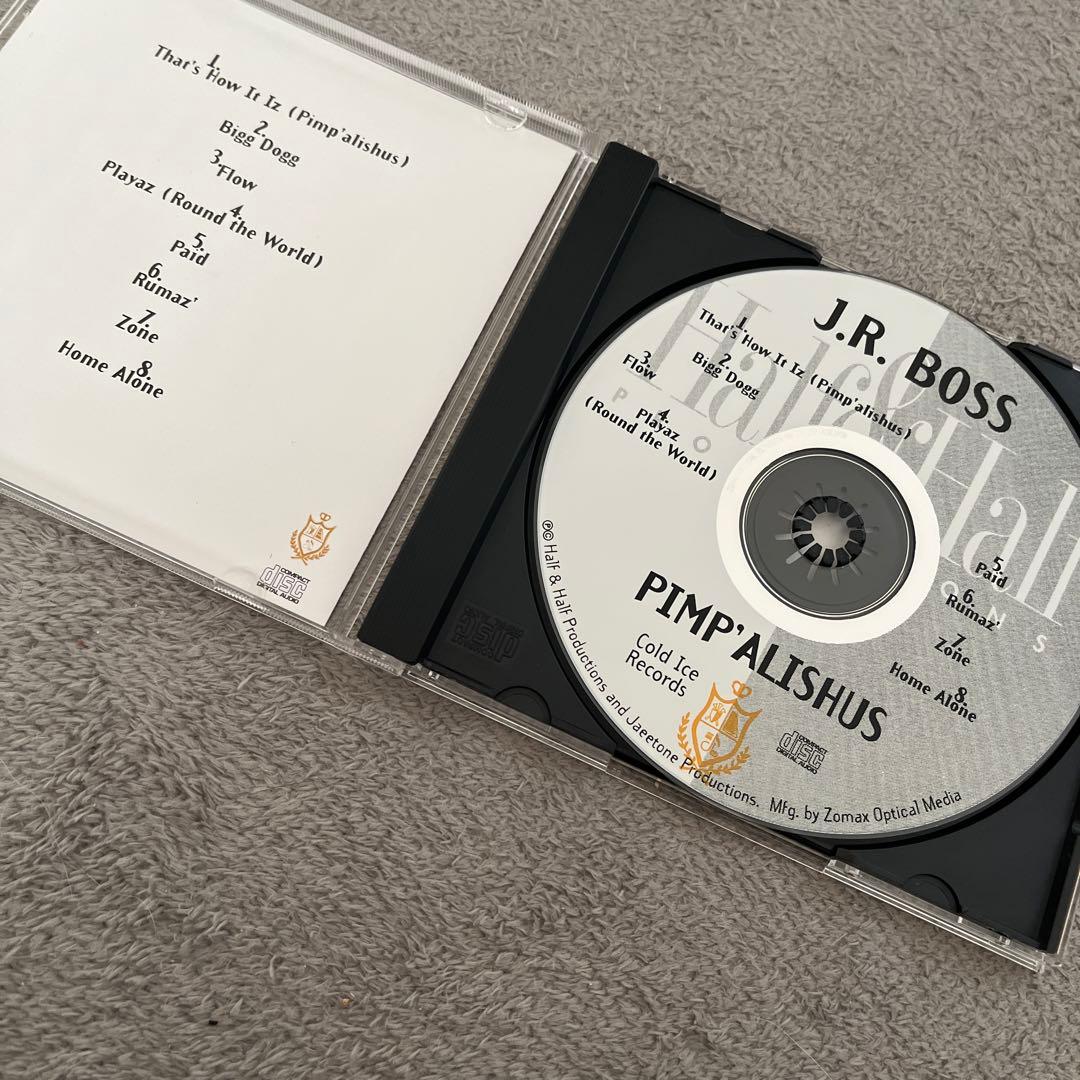 1.
That's How It Iz (Pimp'alishus)
2.
Bigg Dogg
3.
Flow
4.
Playaz (Round the World)
5.
Paid
6.
Rumaz'
7.
Zone
8.
Home Alone
COMPACT
disc
DIGITAL AUDIO
J.R. BOSS
Half & Half
1.
That's How It Iz (Pimp'alishus)
2.
Bigg Dogg
3.
Flow
4.
Playaz
(Round the World)
5.
Paid
6.
Rumaz'
7.
Zone
8.
Home Alone
PIMP'ALISHUS
Cold Ice
Records
COMPACT
disc
DIGITAL AUDIO
℗© Half & Half Productions and Jaeetone Productions. Mfg. by Zomax Optical Media